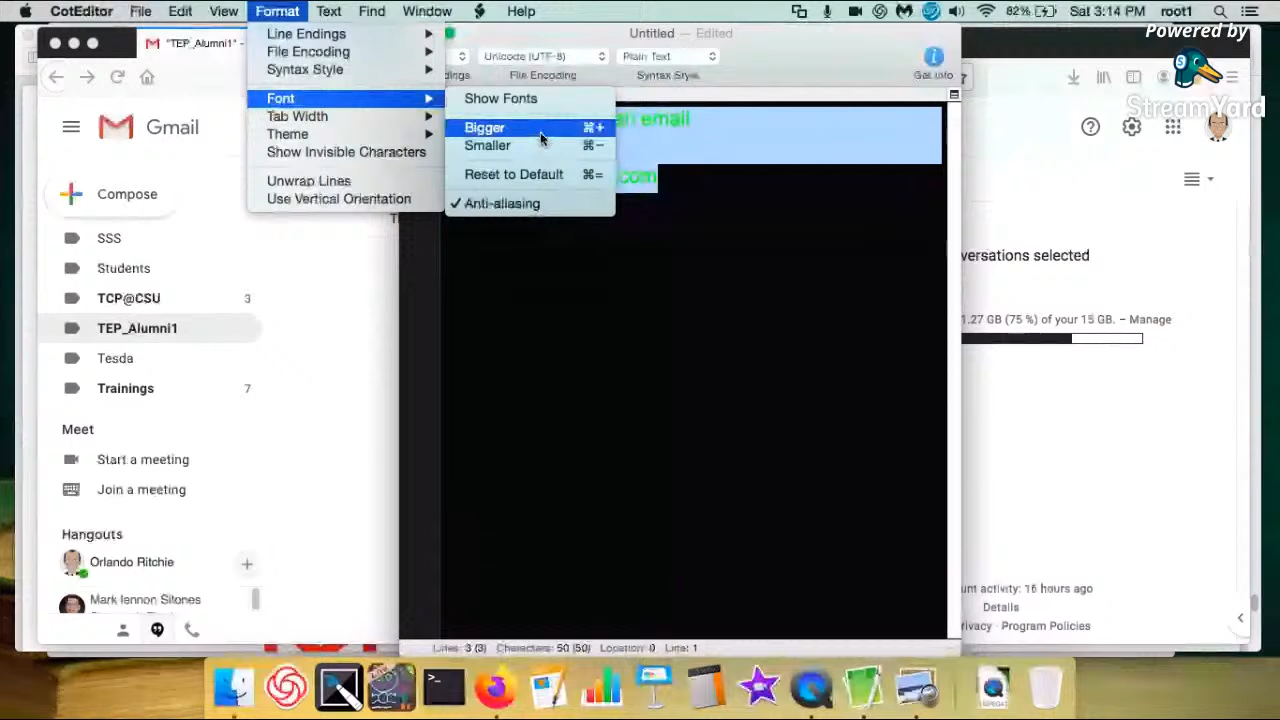 CotEditor File Edit View Format Text Find Window Help 82% Sat 3:14 PM root1
Powered by
StreamYard
"TEP_Alumni1" -
Line Endings
File Encoding
Syntax Style
Font
Tab Width
Theme
Show Invisible Characters
Unwrap Lines
Use Vertical Orientation
Show Fonts
Bigger ⌘+
Smaller ⌘−
Reset to Default ⌘=
✓ Anti-aliasing
Untitled — Edited
Unicode (UTF-8) Plain Text
File Encoding Syntax Style Get Info
an email
.com
Gmail
Compose
SSS
Students
TCP@CSU 3
TEP_Alumni1
Tesda
Trainings 7
Meet
Start a meeting
Join a meeting
Hangouts
Orlando Ritchie
Mark lennon Sitones
versations selected
1.27 GB (75 %) of your 15 GB. – Manage
unt activity: 16 hours ago
Details
ivacy · Program Policies
Lines: 3 (3) Characters: 50 (50) Location: 0 Line: 1